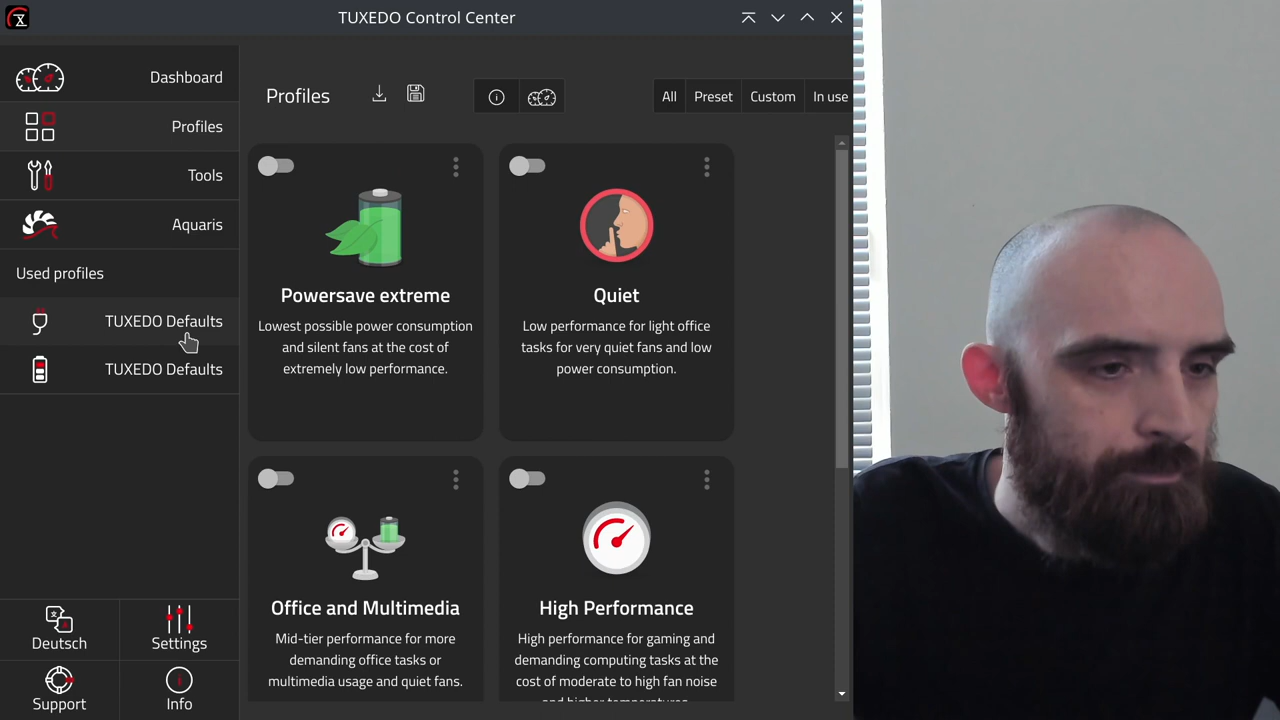 TUXEDO Control Center
Dashboard
Profiles
Tools
Aquaris
Used profiles
TUXEDO Defaults
TUXEDO Defaults
Deutsch
Settings
Support
Info
Profiles
All
Preset
Custom
In use
Powersave extreme
Lowest possible power consumption
and silent fans at the cost of
extremely low performance.
Quiet
Low performance for light office
tasks for very quiet fans and low
power consumption.
Office and Multimedia
Mid-tier performance for more
demanding office tasks or
multimedia usage and quiet fans.
High Performance
High performance for gaming and
demanding computing tasks at the
cost of moderate to high fan noise
and higher temperatures.